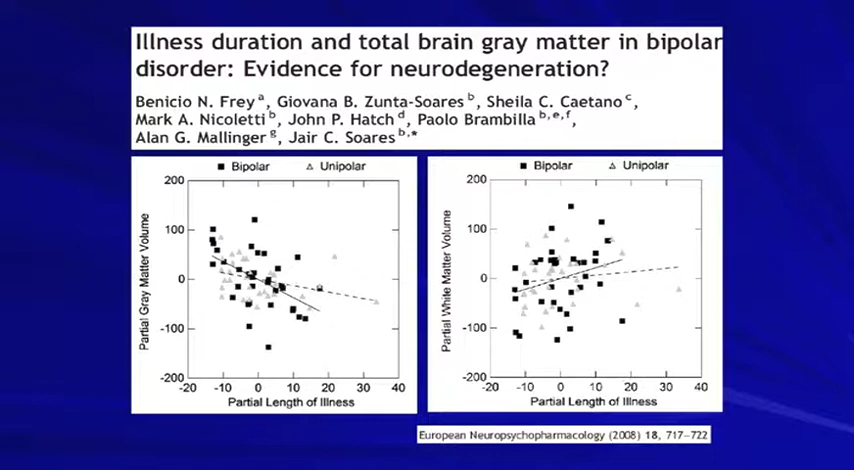 Illness duration and total brain gray matter in bipolar
disorder: Evidence for neurodegeneration?
Benicio N. Frey a, Giovana B. Zunta-Soares b, Sheila C. Caetano c,
Mark A. Nicoletti b, John P. Hatch d, Paolo Brambilla b,e,f,
Alan G. Mallinger g, Jair C. Soares b,*
Bipolar Unipolar
200
100
0
-100
-200
Partial Gray Matter Volume
-20 -10 0 10 20 30 40
Partial Length of Illness
Bipolar Unipolar
200
100
0
-100
-200
Partial White Matter Volume
-20 -10 0 10 20 30 40
Partial Length of Illness
European Neuropsychopharmacology (2008) 18, 717–722